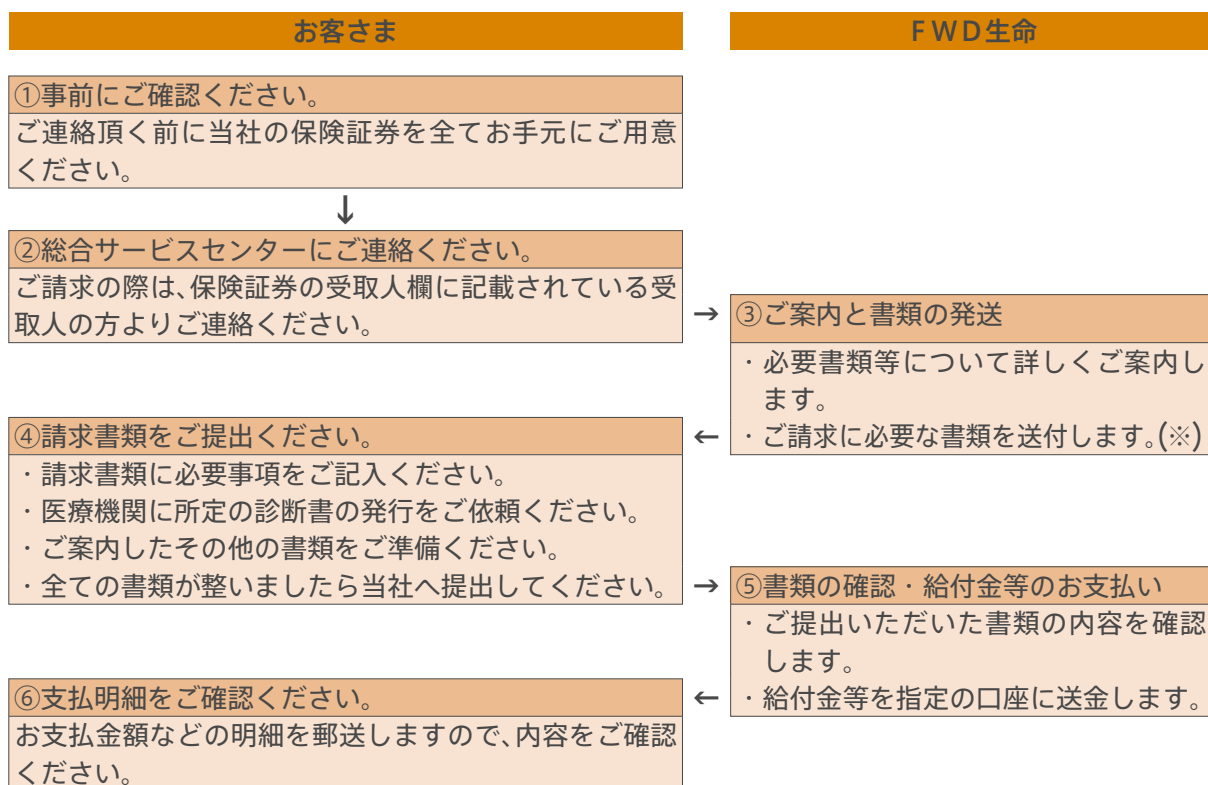 お客さま
ＦＷＤ生命
①事前にご確認ください。
ご連絡頂く前に当社の保険証券を全てお手元にご用意
ください。
↓
②総合サービスセンターにご連絡ください。
ご請求の際は、保険証券の受取人欄に記載されている受
取人の方よりご連絡ください。
→
③ご案内と書類の発送
・必要書類等について詳しくご案内し
ます。
・ご請求に必要な書類を送付します。(※)
←
④請求書類をご提出ください。
・請求書類に必要事項をご記入ください。
・医療機関に所定の診断書の発行をご依頼ください。
・ご案内したその他の書類をご準備ください。
・全ての書類が整いましたら当社へ提出してください。
→
⑤書類の確認・給付金等のお支払い
・ご提出いただいた書類の内容を確認
します。
・給付金等を指定の口座に送金します。
←
⑥支払明細をご確認ください。
お支払金額などの明細を郵送しますので、内容をご確認
ください。